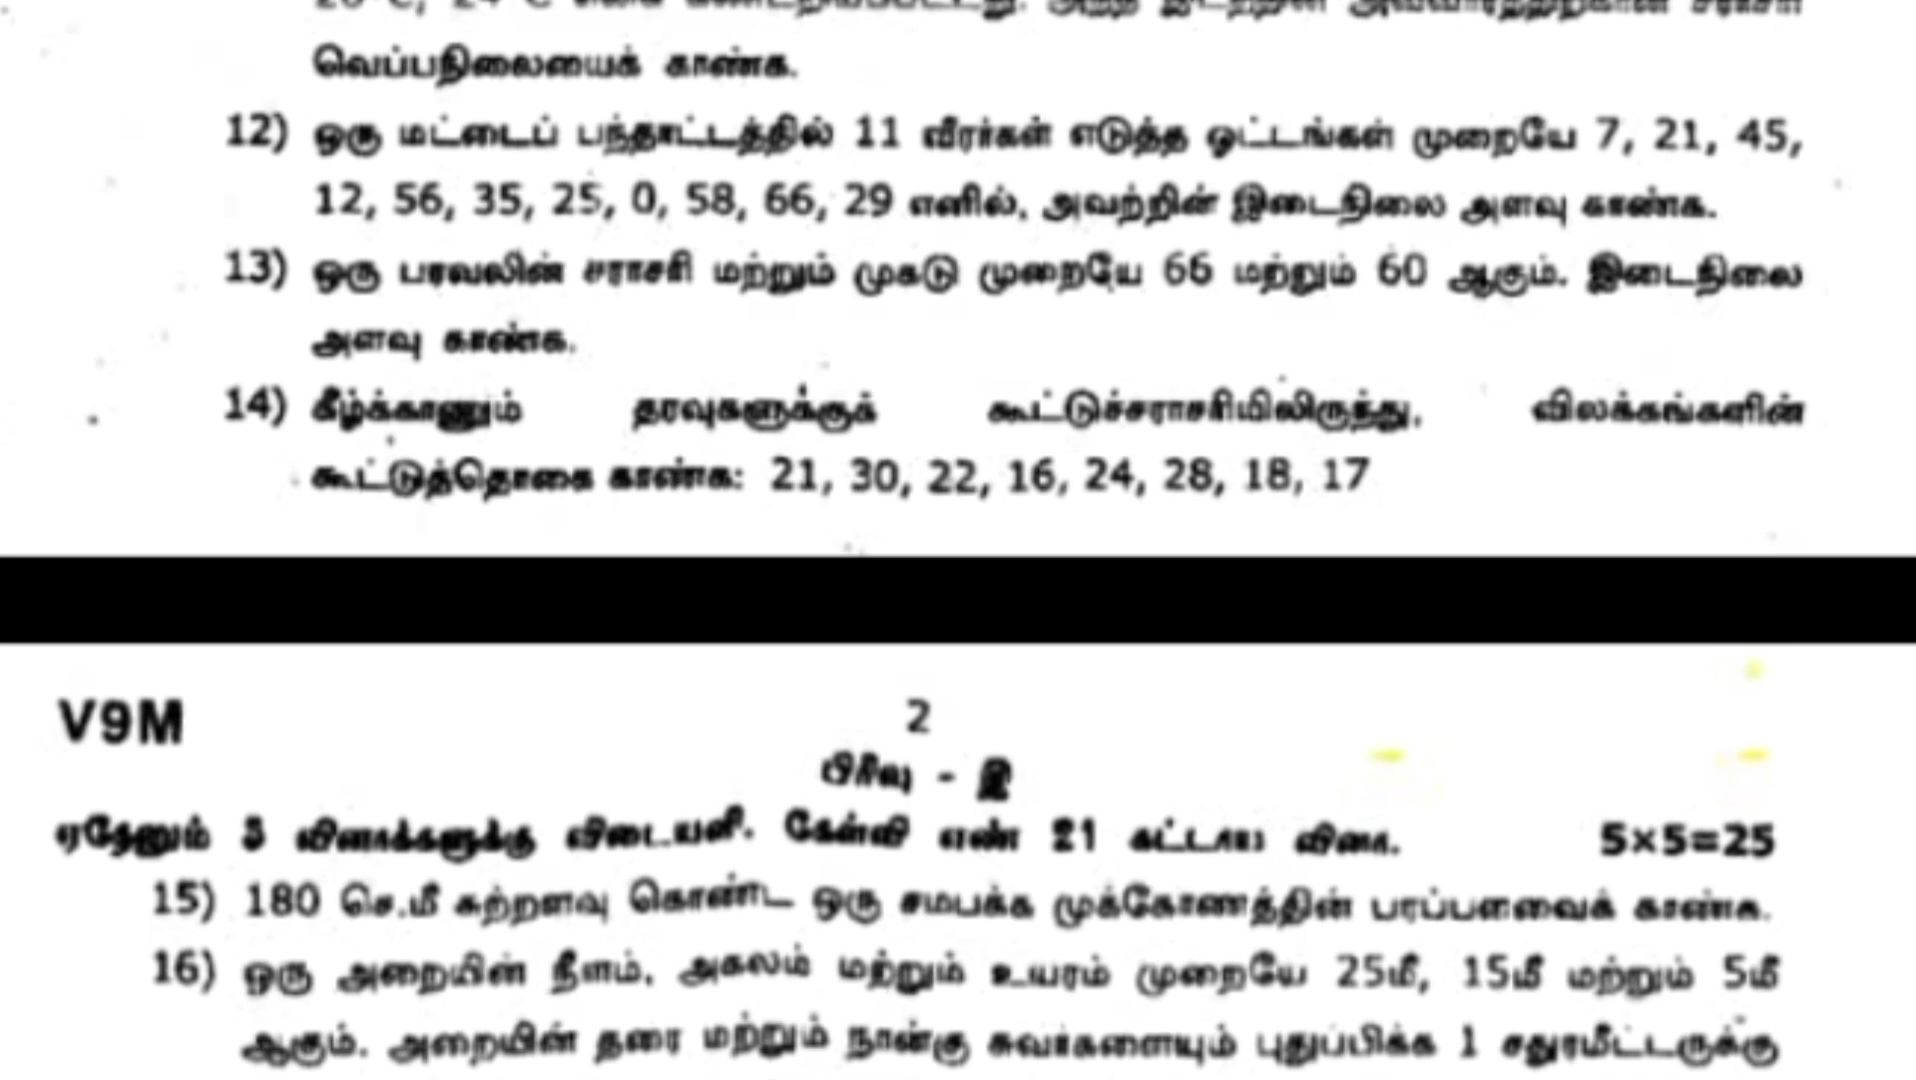 வெப்பநிலையைக் காண்க.
12) ஒரு மட்டைப் பந்தாட்டத்தில் 11 வீரர்கள் எடுத்த ஓட்டங்கள் முறையே 7, 21, 45,
12, 56, 35, 25, 0, 58, 66, 29 எனில், அவற்றின் இடைநிலை அளவு காண்க.
13) ஒரு பரவலின் சராசரி மற்றும் முகடு முறையே 66 மற்றும் 60 ஆகும். இடைநிலை
அளவு காண்க.
14) கீழ்க்காணும் தரவுகளுக்குக் கூட்டுச்சராசரியிலிருந்து, விலக்கங்களின்
கூட்டுத்தொகை காண்க: 21, 30, 22, 16, 24, 28, 18, 17
V9M
2
பிரிவு - இ
ஏதேனும் 5 வினாக்களுக்கு விடையளி. கேள்வி எண் 21 கட்டாய வினா. 5×5=25
15) 180 செ.மீ சுற்றளவு கொண்ட ஒரு சமபக்க முக்கோணத்தின் பரப்பளவைக் காண்க.
16) ஒரு அறையின் நீளம், அகலம் மற்றும் உயரம் முறையே 25மீ, 15மீ மற்றும் 5மீ
ஆகும். அறையின் தரை மற்றும் நான்கு சுவர்களையும் புதுப்பிக்க 1 சதுரமீட்டருக்கு